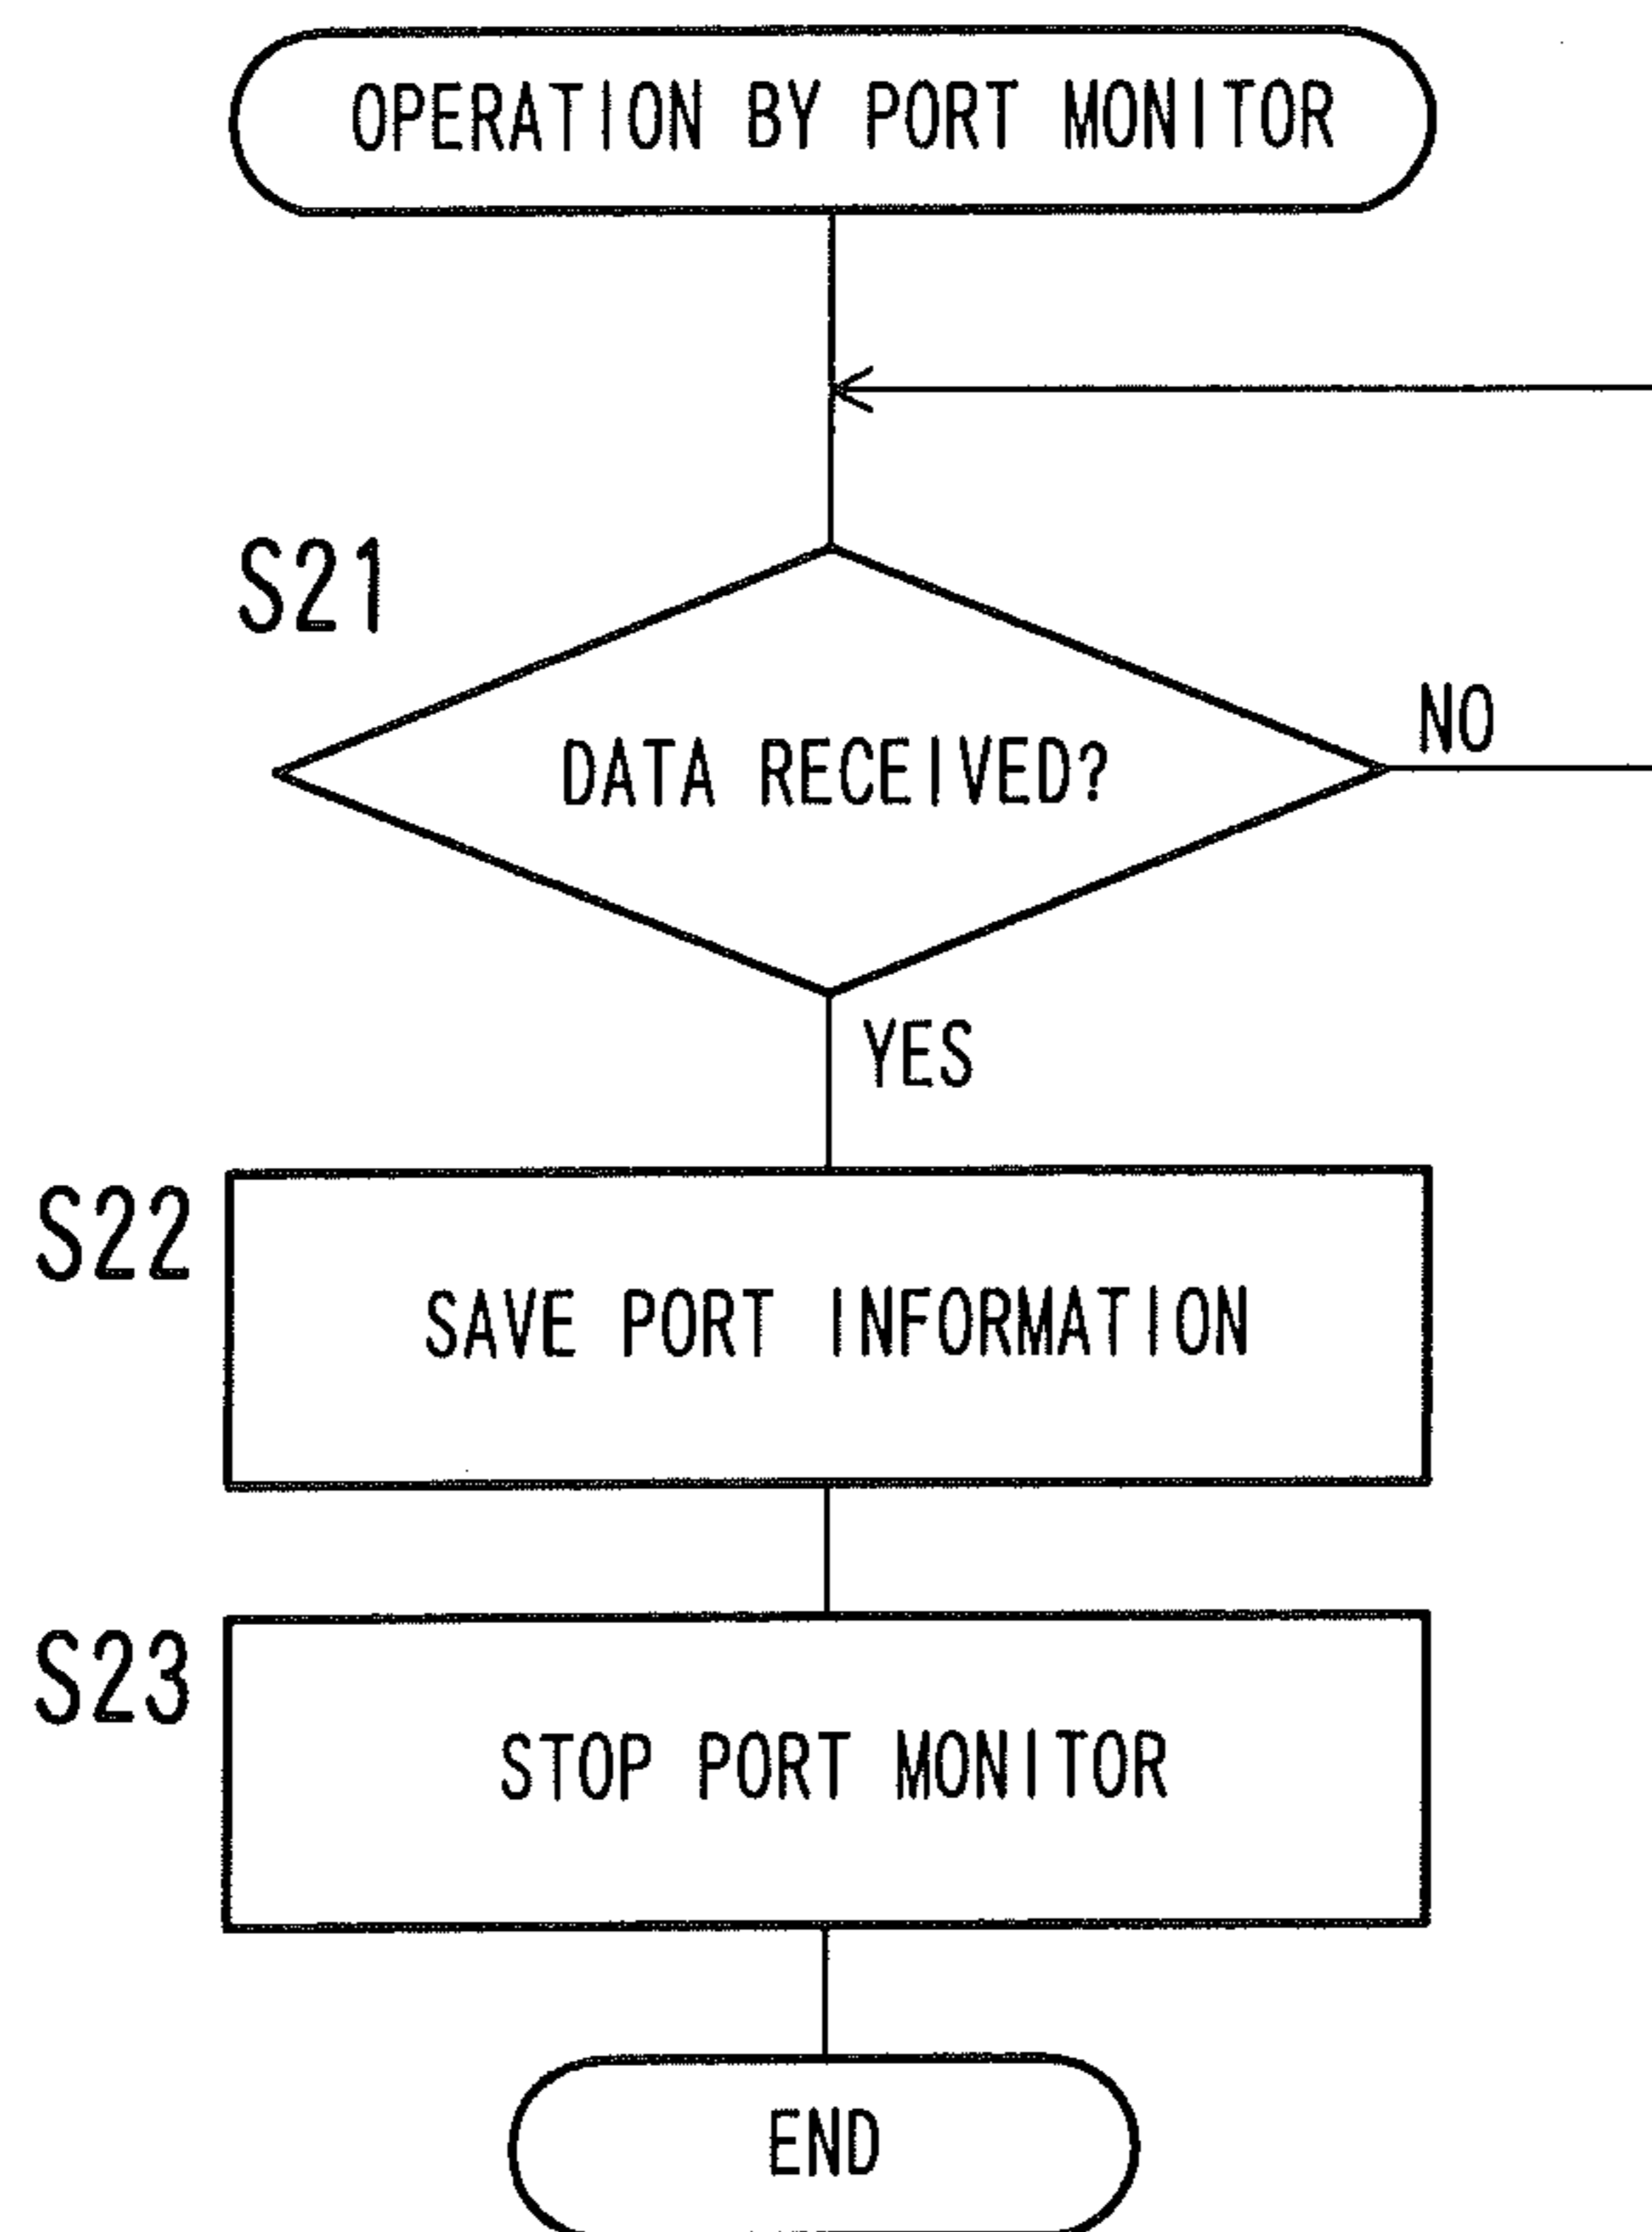 OPERATION BY PORT MONITOR
S21
DATA RECEIVED?
NO
YES
S22
SAVE PORT INFORMATION
S23
STOP PORT MONITOR
END